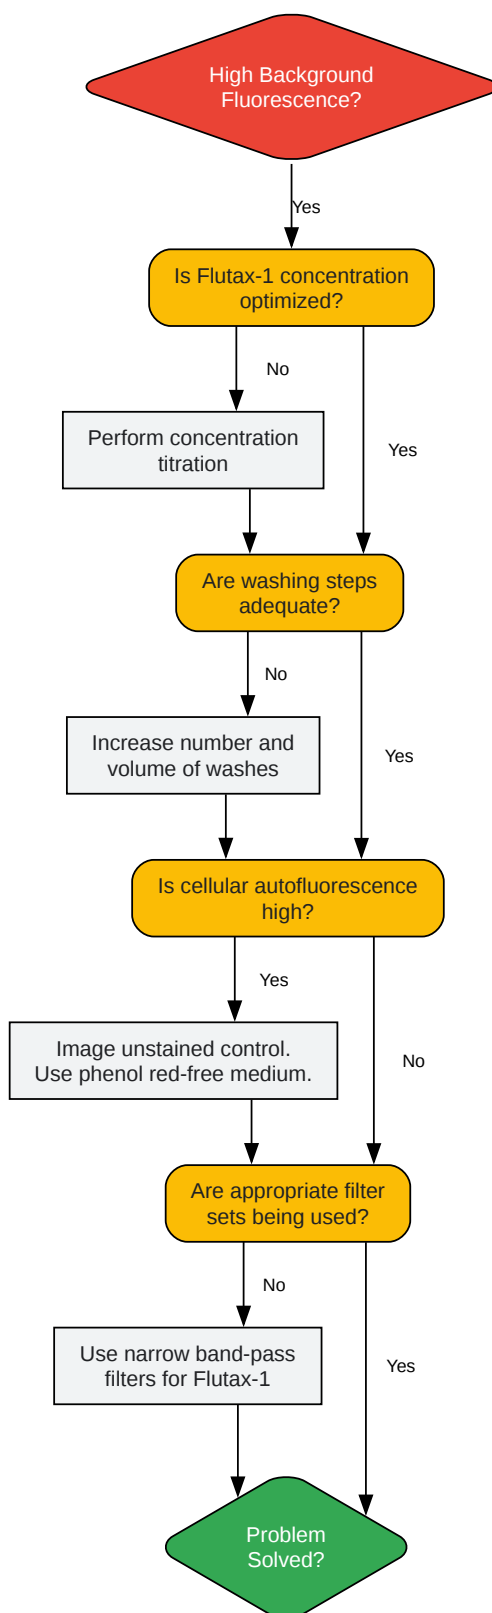 High Background
Fluorescence?
Yes
Is Flutax-1 concentration
optimized?
No
Perform concentration
titration
Yes
Are washing steps
adequate?
No
Increase number and
volume of washes
Yes
Is cellular autofluorescence
high?
Yes
Image unstained control.
Use phenol red-free medium.
No
Are appropriate filter
sets being used?
No
Use narrow band-pass
filters for Flutax-1
Yes
Problem
Solved?